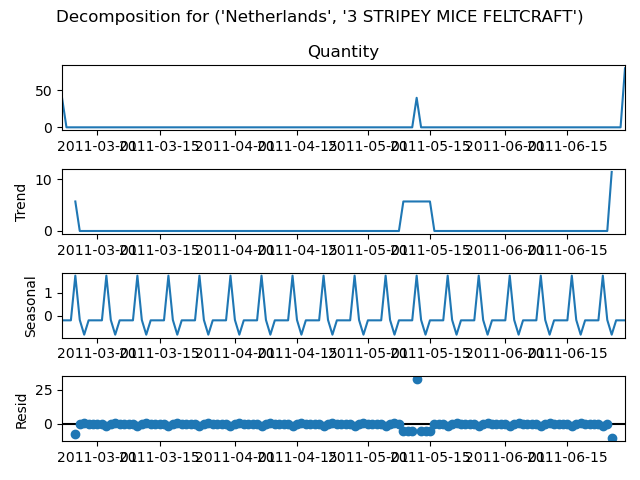 Decomposition for ('Netherlands', '3 STRIPEY MICE FELTCRAFT')
Quantity
50
0
2011-03-01 2011-03-15 2011-04-01 2011-04-15 2011-05-01 2011-05-15 2011-06-01 2011-06-15
Trend
10
0
2011-03-01 2011-03-15 2011-04-01 2011-04-15 2011-05-01 2011-05-15 2011-06-01 2011-06-15
Seasonal
1
0
2011-03-01 2011-03-15 2011-04-01 2011-04-15 2011-05-01 2011-05-15 2011-06-01 2011-06-15
Resid
25
0
2011-03-01 2011-03-15 2011-04-01 2011-04-15 2011-05-01 2011-05-15 2011-06-01 2011-06-15